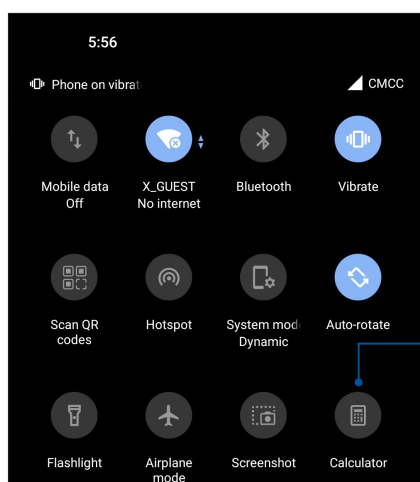 5:56
Phone on vibrat
CMCC
Mobile data
Off
X_GUEST
No internet
Bluetooth
Vibrate
Scan QR
codes
Hotspot
System mod
Dynamic
Auto-rotate
Flashlight
Airplane
mode
Screenshot
Calculator